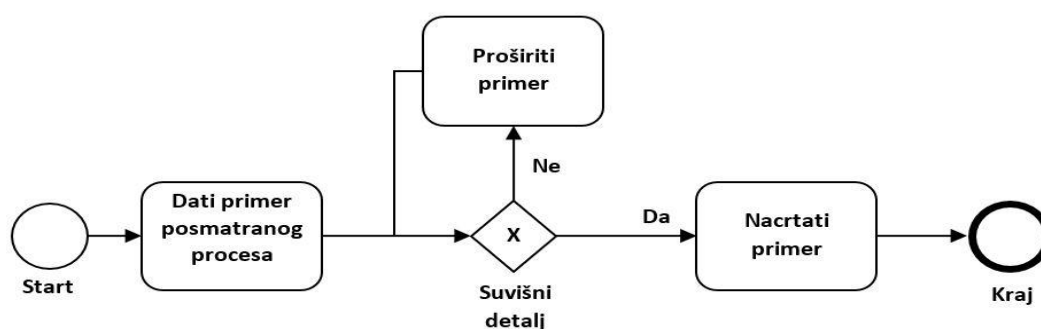 Proširiti
primer
Ne
Dati primer
posmatranog
procesa
Da
Nacrtati
primer
X
Start
Suvišni
detalj
Kraj